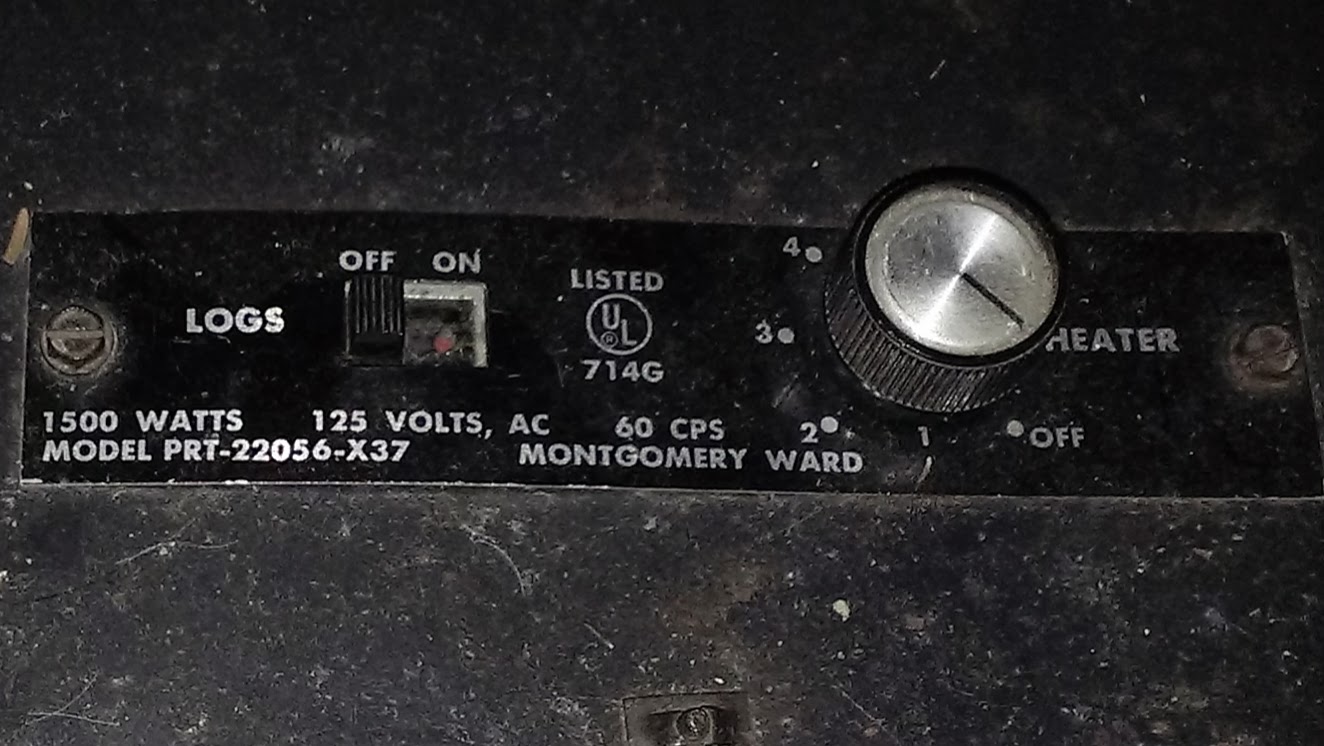 OFF ON
LOGS
LISTED
UL
®
714G
4
3
2
1
OFF
HEATER
1500 WATTS 125 VOLTS, AC 60 CPS
MODEL PRT-22056-X37 MONTGOMERY WARD